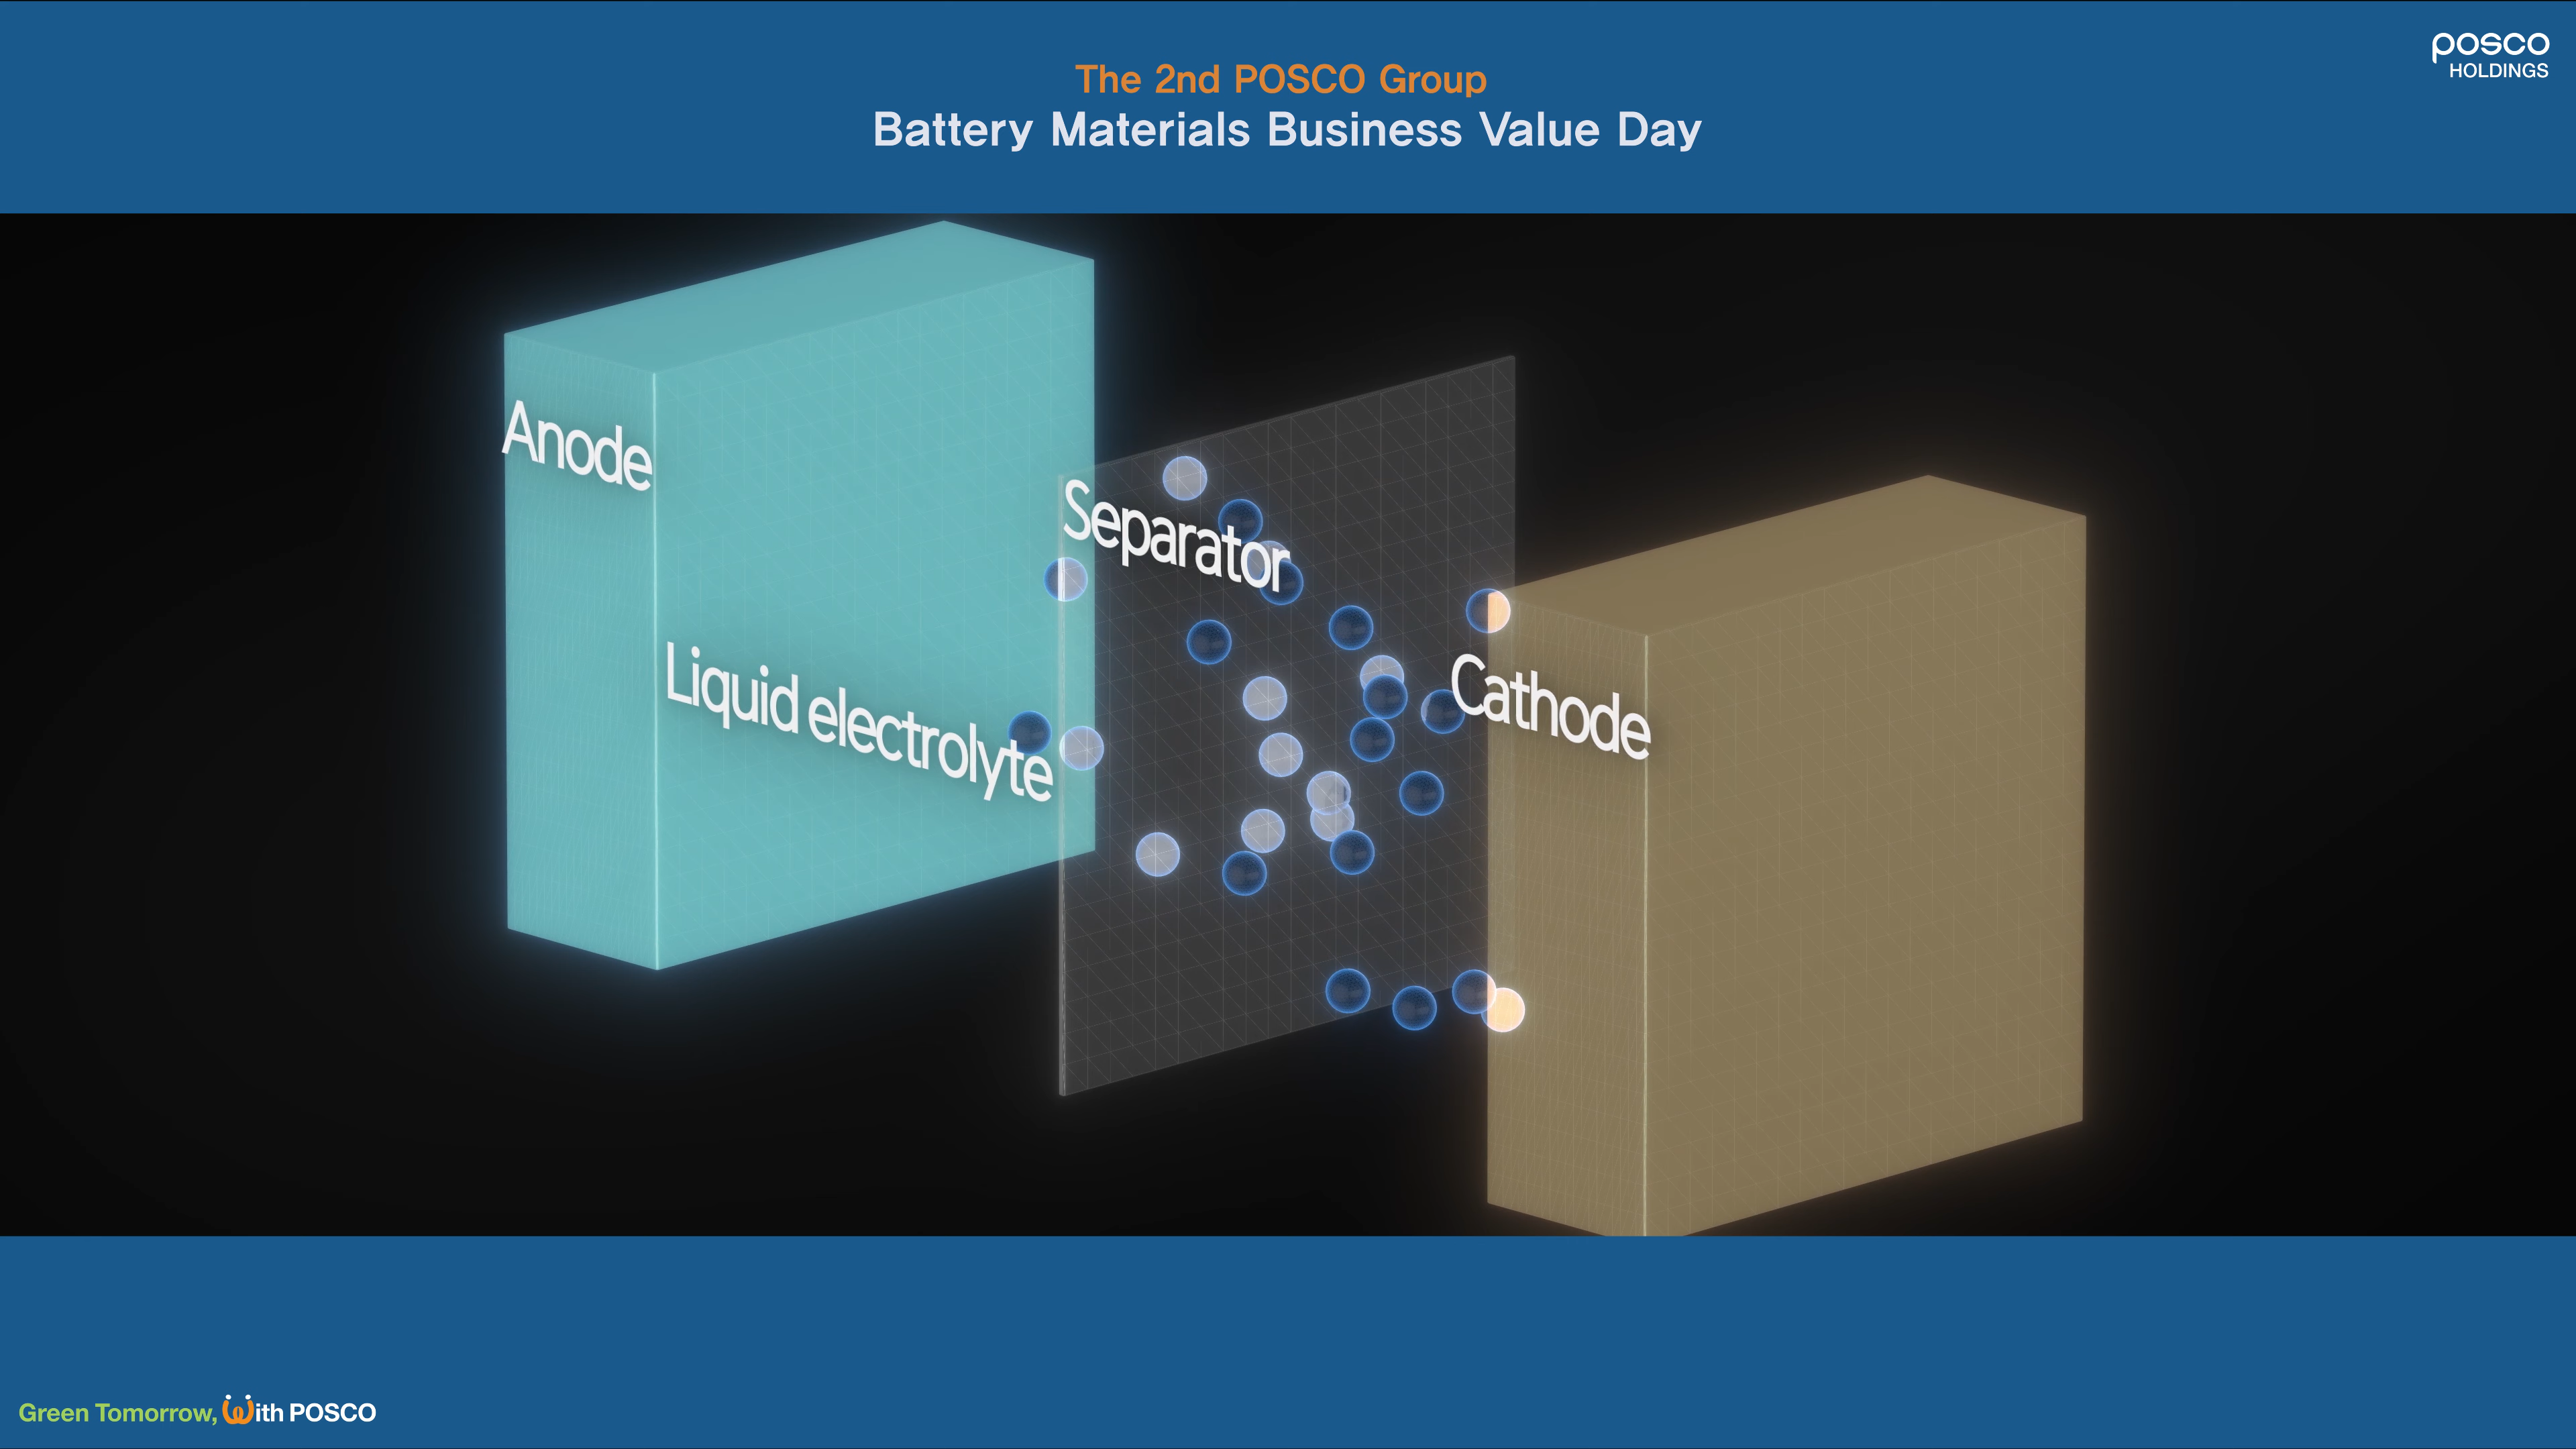 The 2nd POSCO Group
Battery Materials Business Value Day
posco
HOLDINGS
Anode
Separator
Liquid electrolyte
Cathode
Green Tomorrow, With POSCO